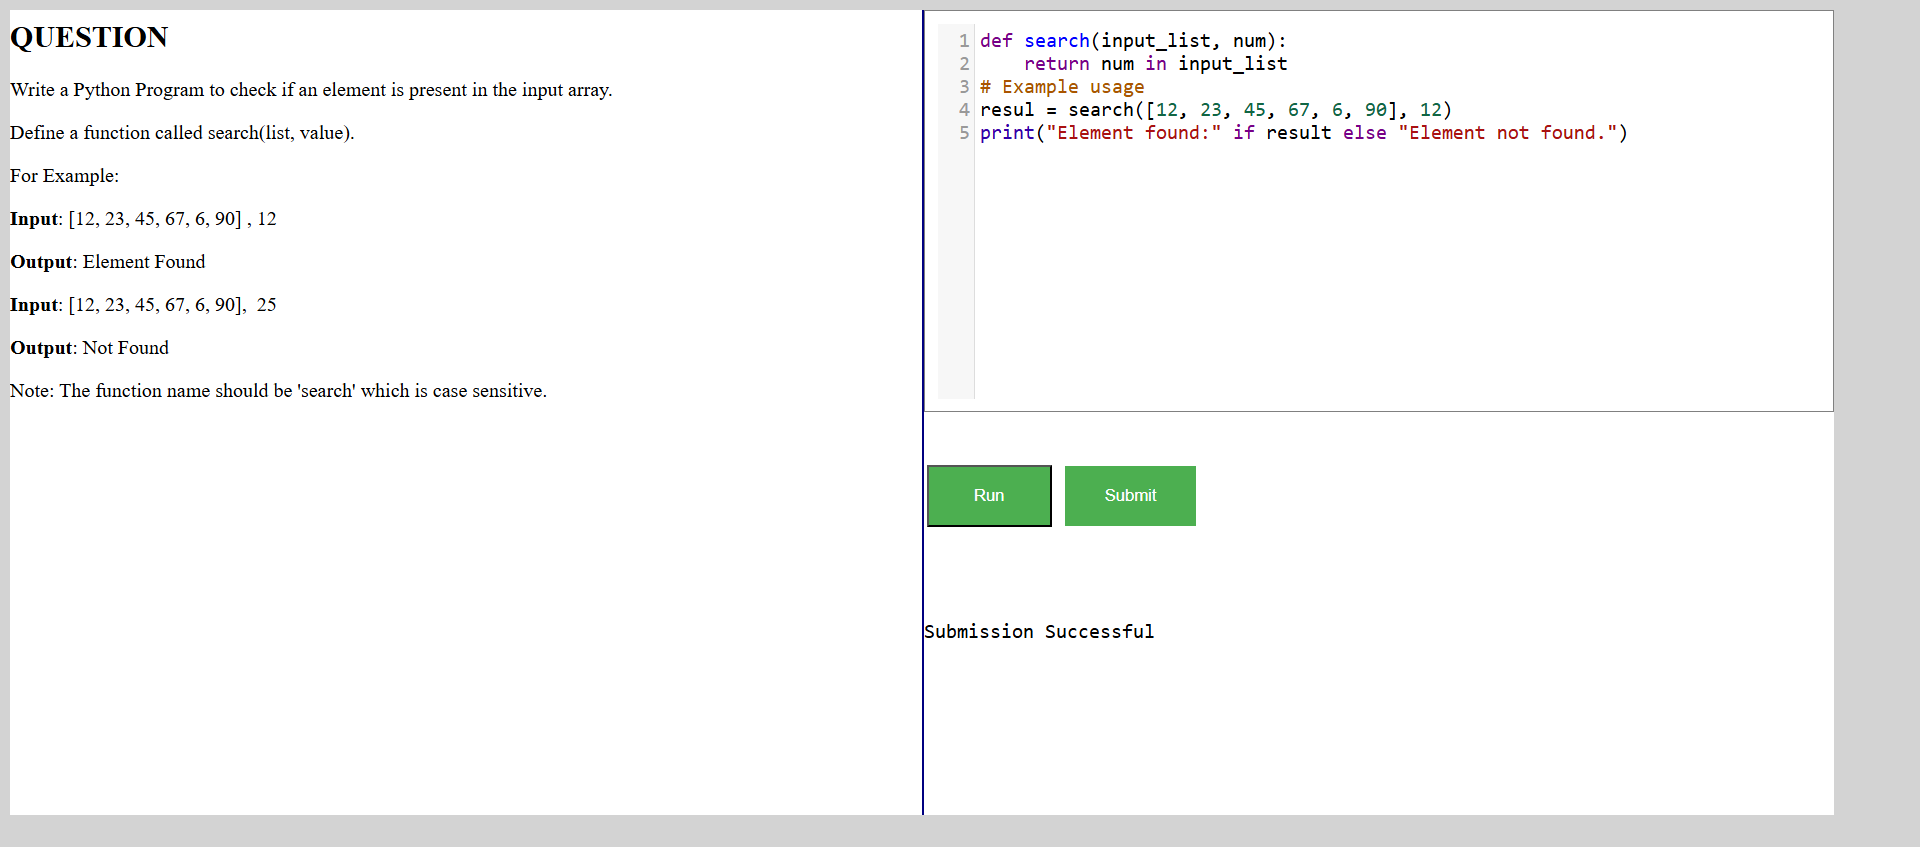 QUESTION
Write a Python Program to check if an element is present in the input array.
Define a function called search(list, value).
For Example:
Input: [12, 23, 45, 67, 6, 90] , 12
Output: Element Found
Input: [12, 23, 45, 67, 6, 90],  25
Output: Not Found
Note: The function name should be 'search' which is case sensitive.
1 def search(input_list, num):
2     return num in input_list
3 # Example usage
4 resul = search([12, 23, 45, 67, 6, 90], 12)
5 print("Element found:" if result else "Element not found.")
Run Submit
Submission Successful